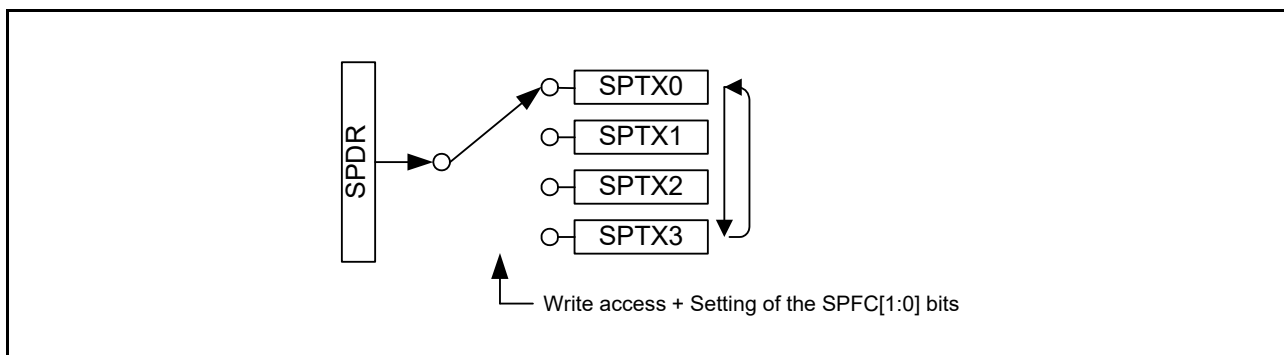 SPDR
SPTX0
SPTX1
SPTX2
SPTX3
Write access + Setting of the SPFC[1:0] bits